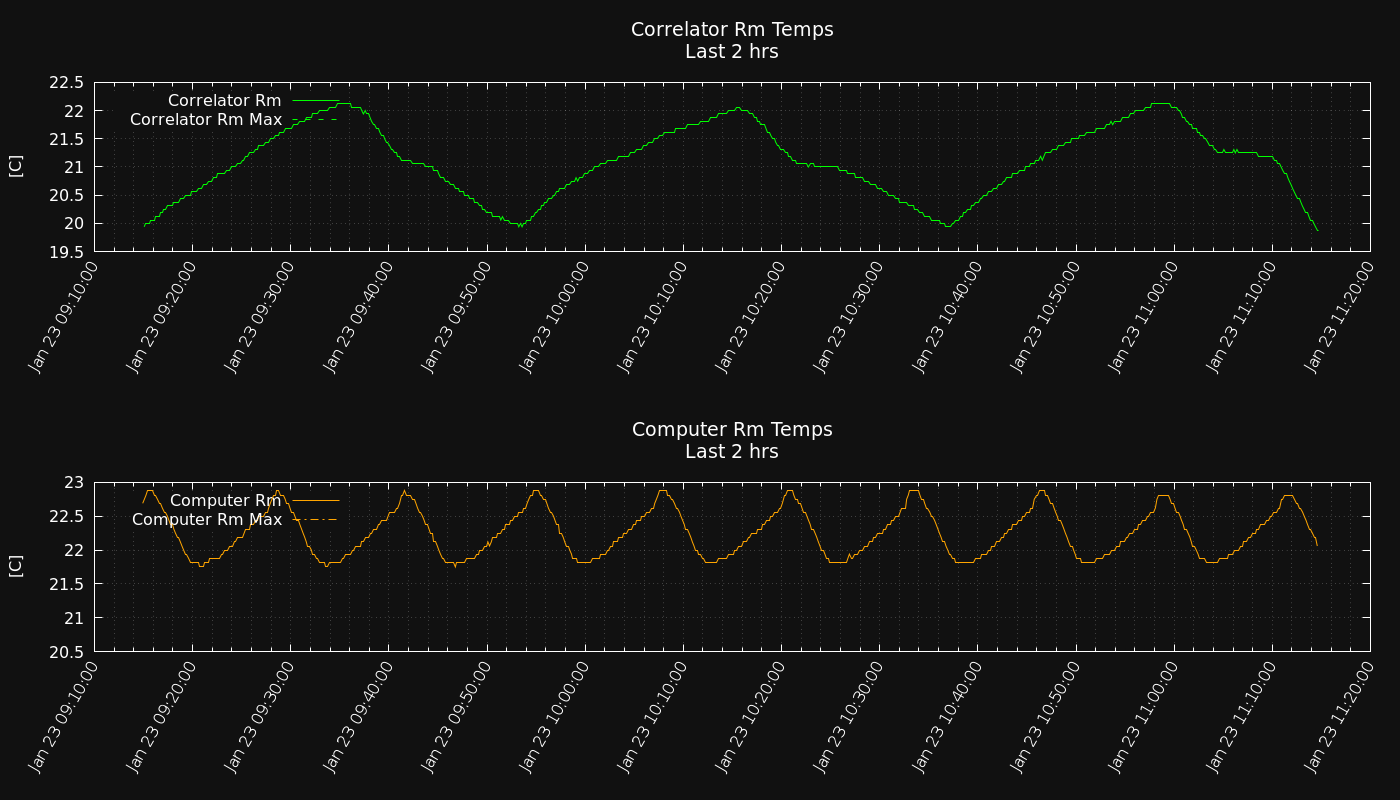 Correlator Rm Temps
Last 2 hrs
22.5
22
21.5
21
20.5
20
19.5
[C]
Correlator Rm
Correlator Rm Max
Jan 23 09:10:00
Jan 23 09:20:00
Jan 23 09:30:00
Jan 23 09:40:00
Jan 23 09:50:00
Jan 23 10:00:00
Jan 23 10:10:00
Jan 23 10:20:00
Jan 23 10:30:00
Jan 23 10:40:00
Jan 23 10:50:00
Jan 23 11:00:00
Jan 23 11:10:00
Jan 23 11:20:00
Computer Rm Temps
Last 2 hrs
23
22.5
22
21.5
21
20.5
[C]
Computer Rm
Computer Rm Max
Jan 23 09:10:00
Jan 23 09:20:00
Jan 23 09:30:00
Jan 23 09:40:00
Jan 23 09:50:00
Jan 23 10:00:00
Jan 23 10:10:00
Jan 23 10:20:00
Jan 23 10:30:00
Jan 23 10:40:00
Jan 23 10:50:00
Jan 23 11:00:00
Jan 23 11:10:00
Jan 23 11:20:00